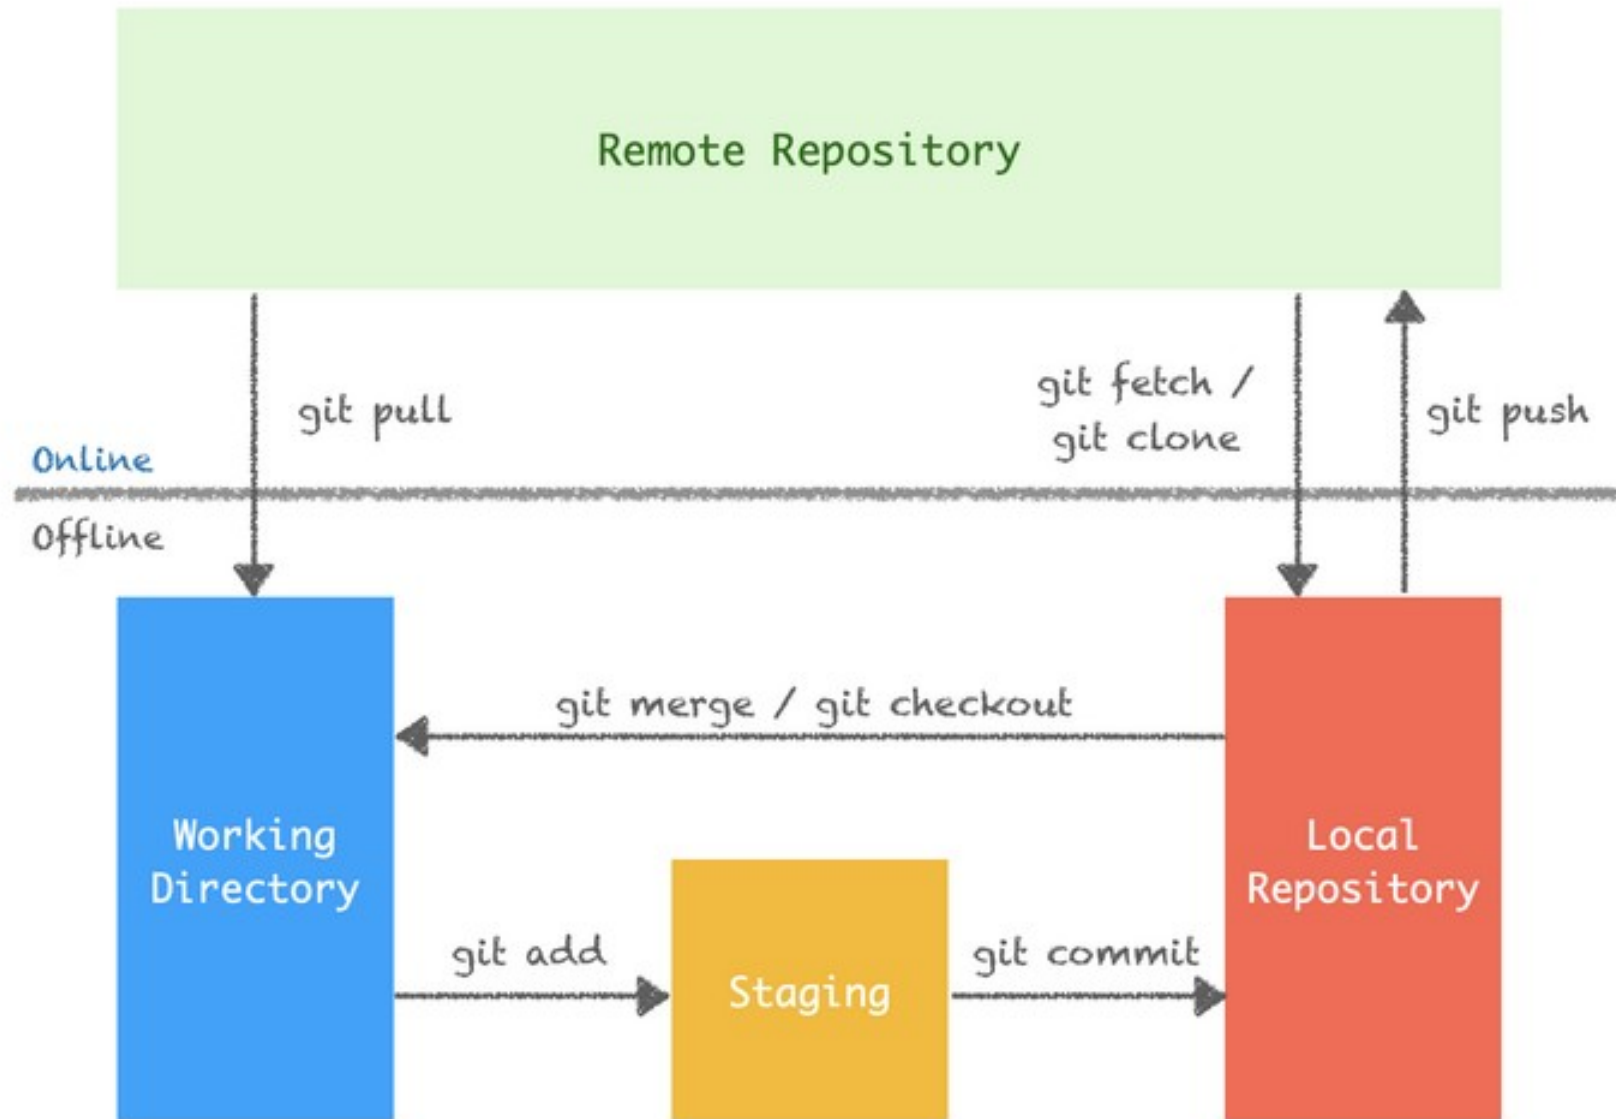 Remote Repository
git pull
git fetch /
git clone
git push
Online
Offline
git merge / git checkout
Working
Directory
Local
Repository
git add
Staging
git commit